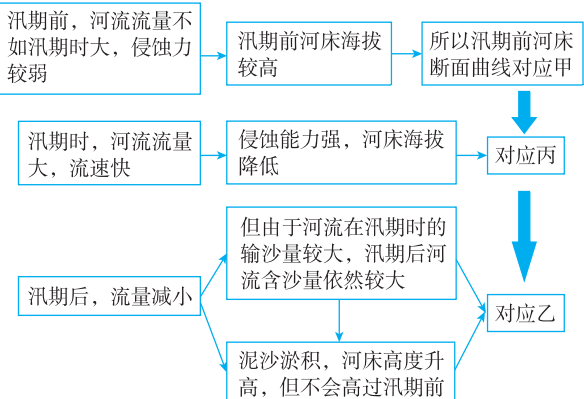 汛期前，河流流量不
如汛期时大，侵蚀力
较弱
汛期前河床海拔
较高
所以汛期前河床
断面曲线对应甲
汛期时，河流流量
大，流速快
侵蚀能力强，河床海拔
降低
对应丙
汛期后，流量减小
但由于河流在汛期时的
输沙量较大，汛期后河
流含沙量依然较大
泥沙淤积，河床高度升
高，但不会高过汛期前
对应乙